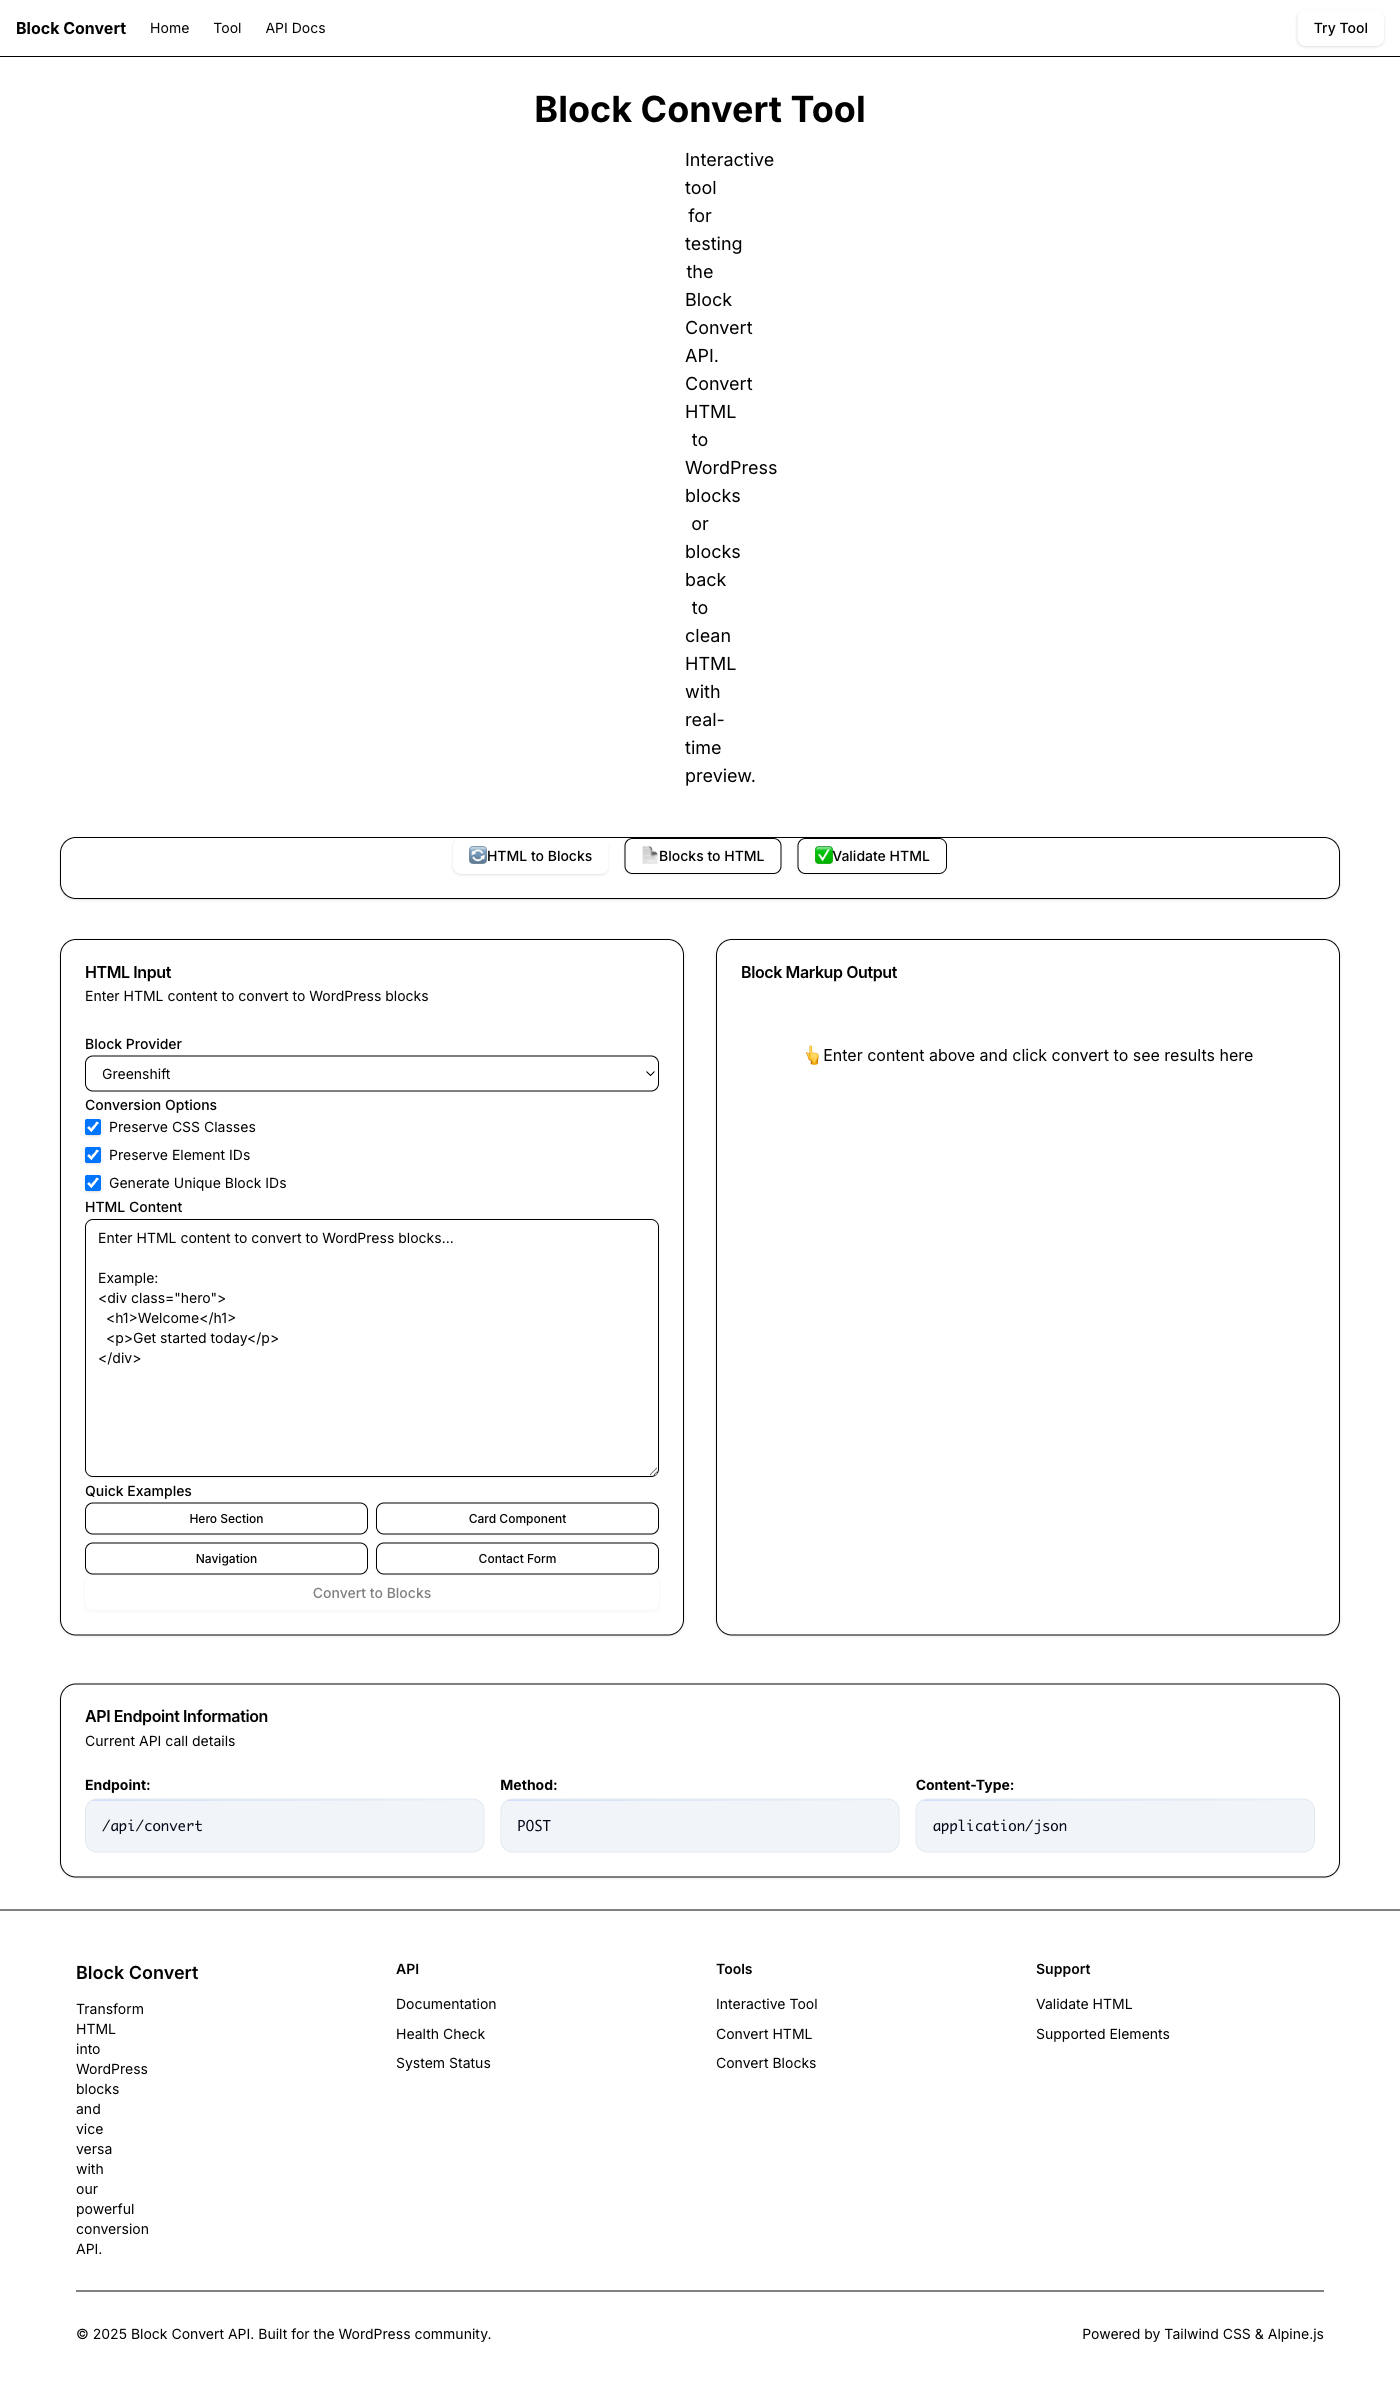 Block Convert Home Tool API Docs Try Tool
Block Convert Tool
Interactive
tool
for
testing
the
Block
Convert
API.
Convert
HTML
to
WordPress
blocks
or
blocks
back
to
clean
HTML
with
real-
time
preview.
🔄HTML to Blocks 📄Blocks to HTML ✅Validate HTML
HTML Input
Enter HTML content to convert to WordPress blocks
Block Provider
Greenshift
Conversion Options
Preserve CSS Classes
Preserve Element IDs
Generate Unique Block IDs
HTML Content
Enter HTML content to convert to WordPress blocks...
Example:
<div class="hero">
  <h1>Welcome</h1>
  <p>Get started today</p>
</div>
Quick Examples
Hero Section Card Component
Navigation Contact Form
Convert to Blocks
Block Markup Output
👆Enter content above and click convert to see results here
API Endpoint Information
Current API call details
Endpoint: Method: Content-Type:
/api/convert POST application/json
Block Convert
Transform
HTML
into
WordPress
blocks
and
vice
versa
with
our
powerful
conversion
API.
API
Documentation
Health Check
System Status
Tools
Interactive Tool
Convert HTML
Convert Blocks
Support
Validate HTML
Supported Elements
© 2025 Block Convert API. Built for the WordPress community. Powered by Tailwind CSS & Alpine.js